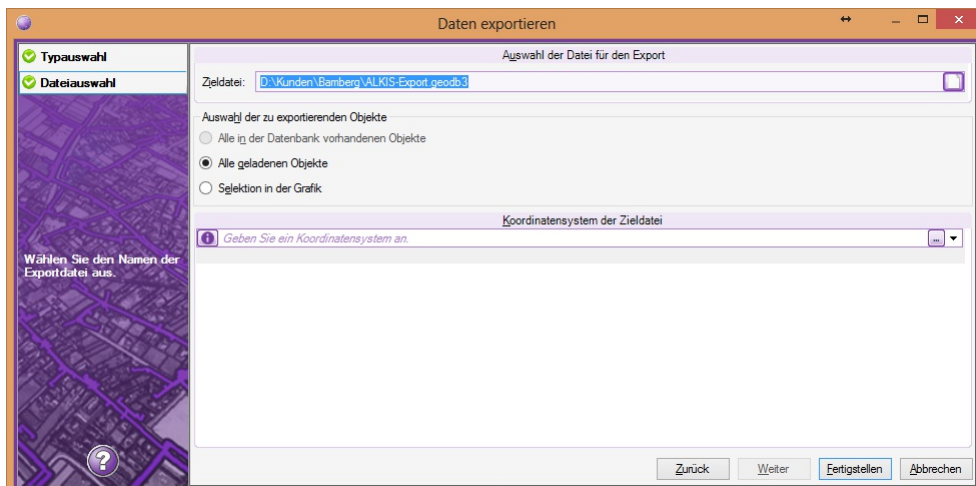 Daten exportieren
Typauswahl
Dateiauswahl
Wählen Sie den Namen der
Exportdatei aus.
Auswahl der Datei für den Export
Zieldatei: D:\Kunden\Bamberg\ALKIS-Export.geodb3
Auswahl der zu exportierenden Objekte
Alle in der Datenbank vorhandenen Objekte
Alle geladenen Objekte
Selektion in der Grafik
Koordinatensystem der Zieldatei
Geben Sie ein Koordinatensystem an.
...
?
Zurück Weiter Fertigstellen Abbrechen